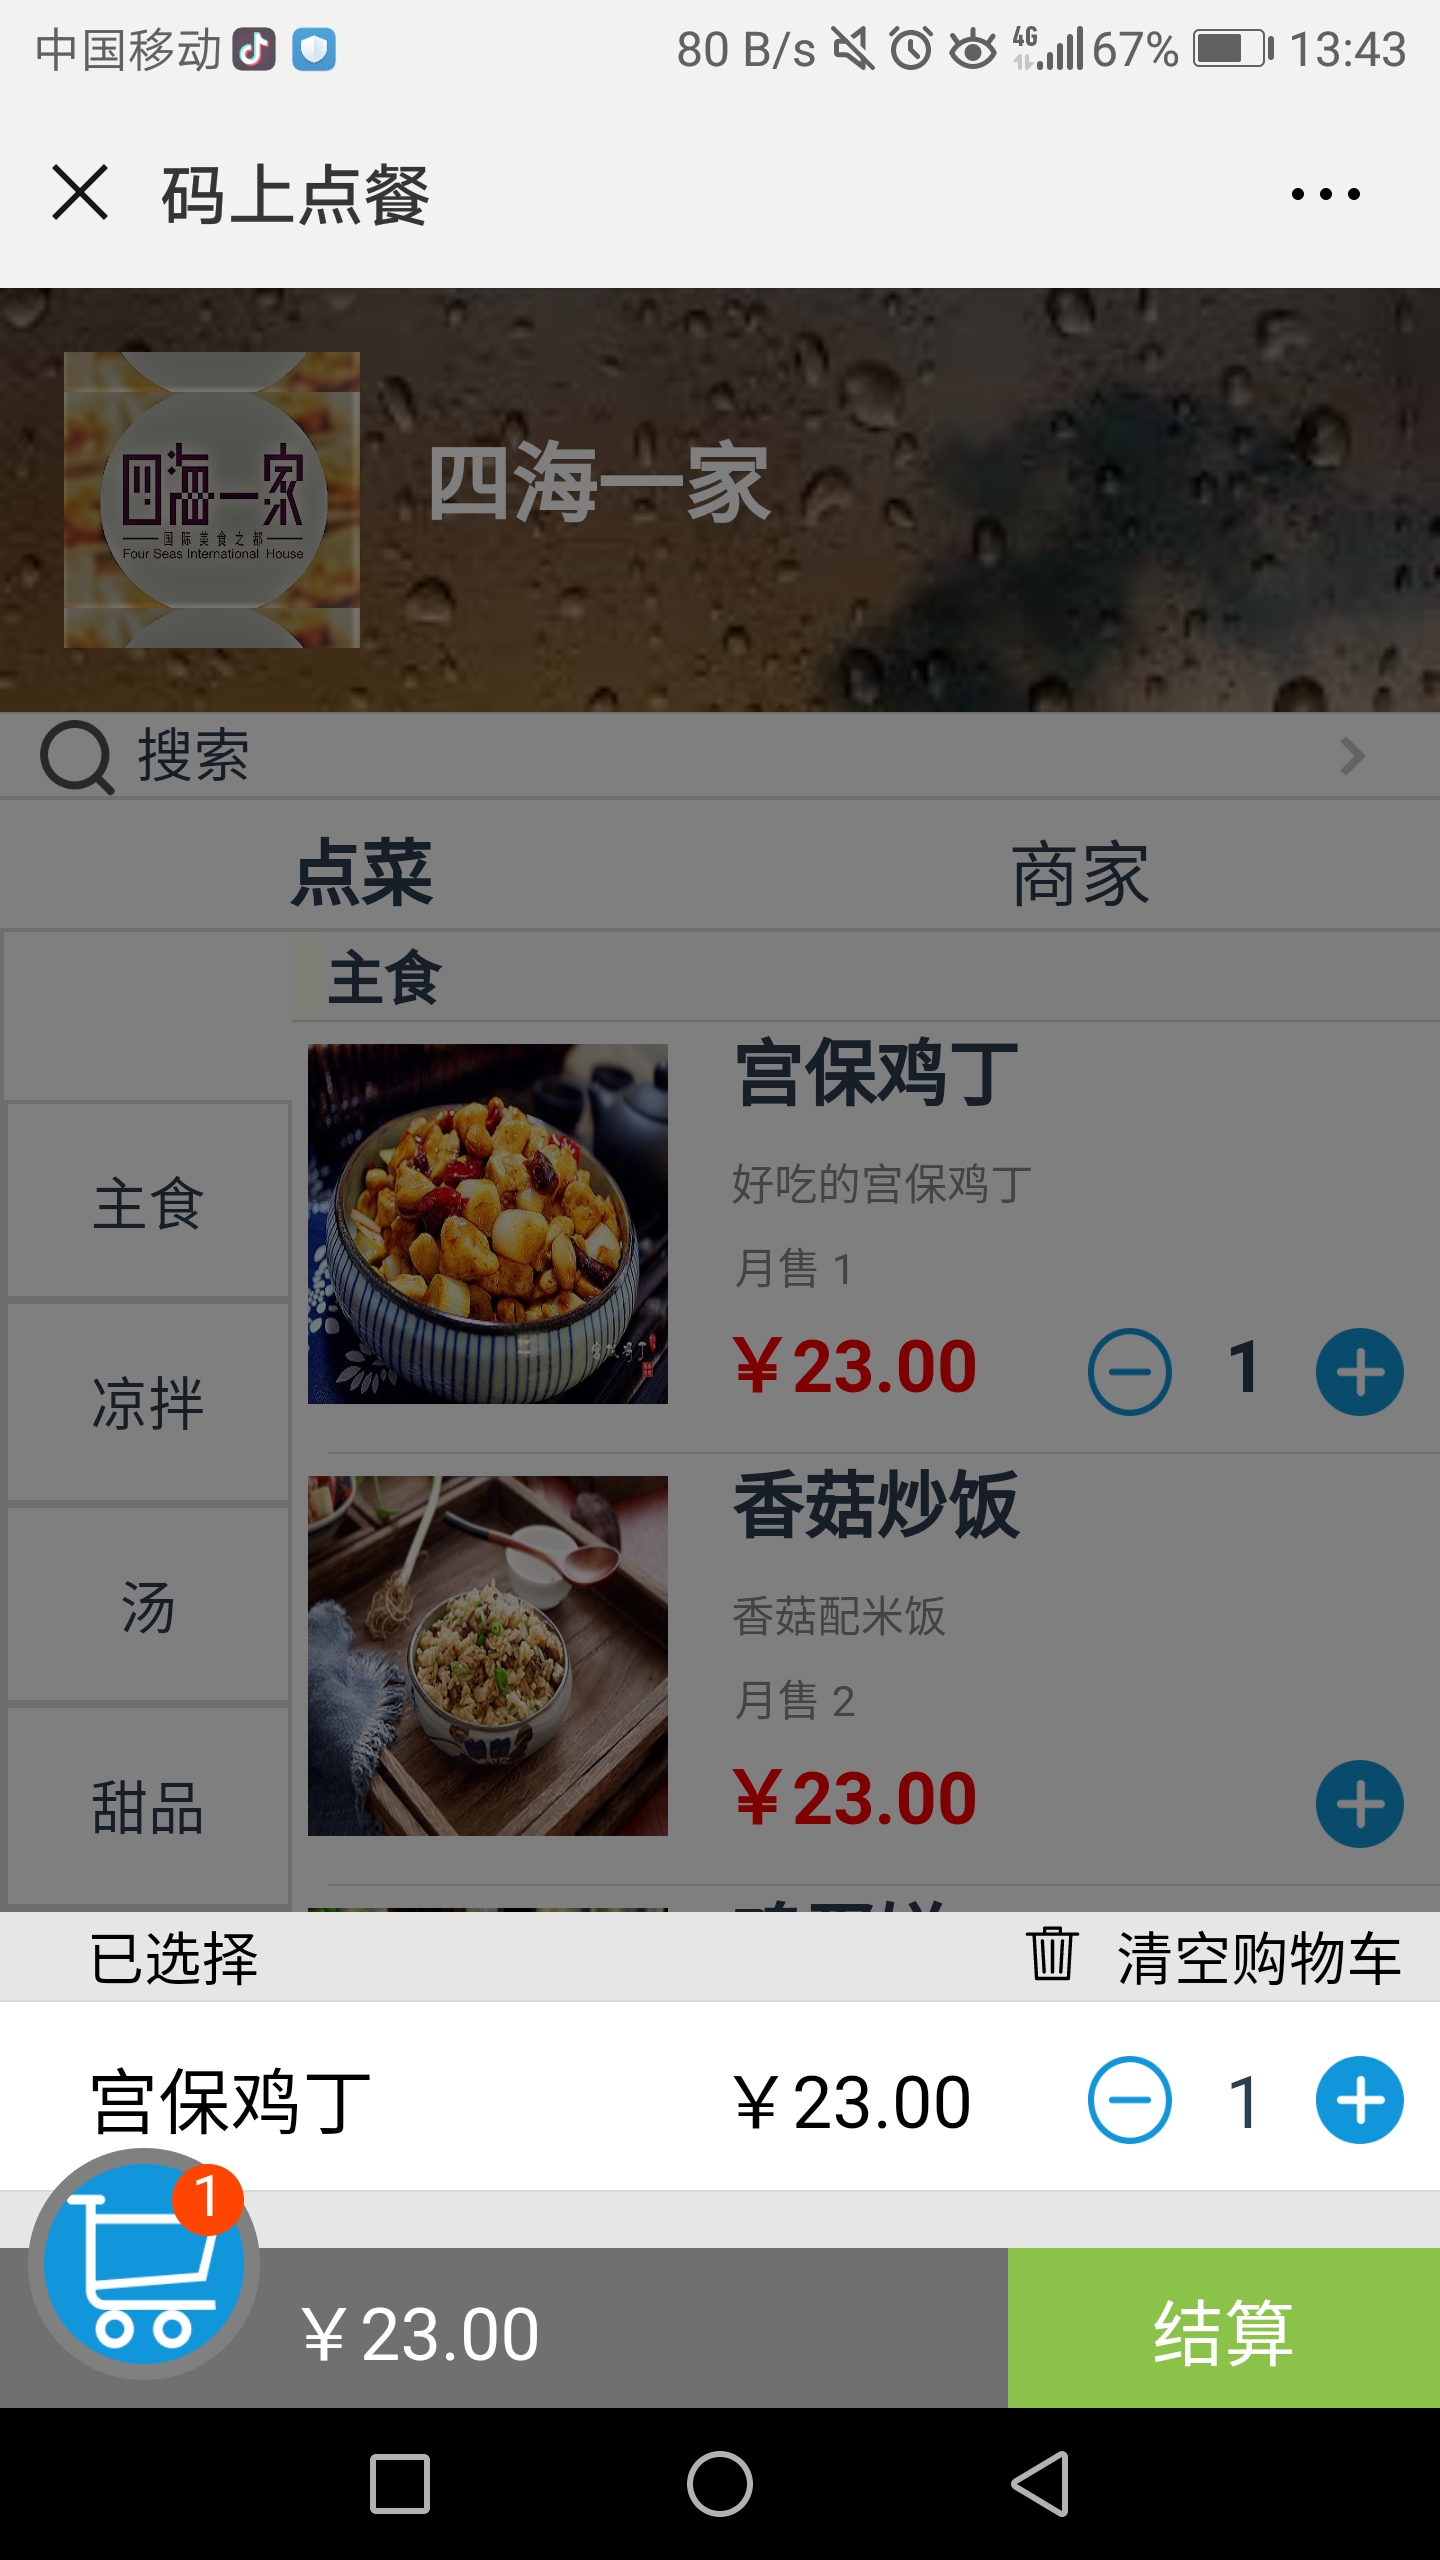 中国移动 80 B/s 4G 67% 13:43
码上点餐
四海一家
国际美食之都
Four Seas International House
四海一家
搜索
点菜 商家
主食
宫保鸡丁
好吃的宫保鸡丁
月售 1
¥23.00 1
主食
凉拌
汤
甜品
香菇炒饭
香菇配米饭
月售 2
¥23.00
已选择 清空购物车
宫保鸡丁 ¥23.00 1
1
¥23.00 结算